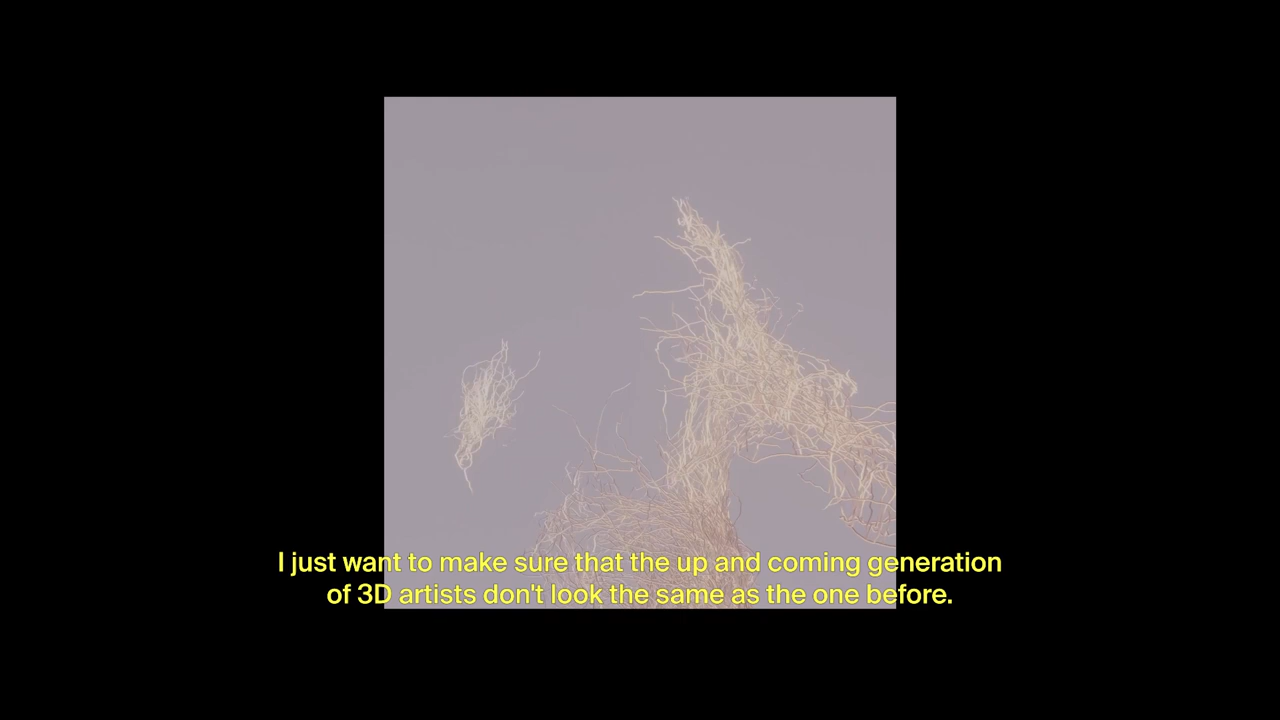 I just want to make sure that the up and coming generation
of 3D artists don't look the same as the one before.